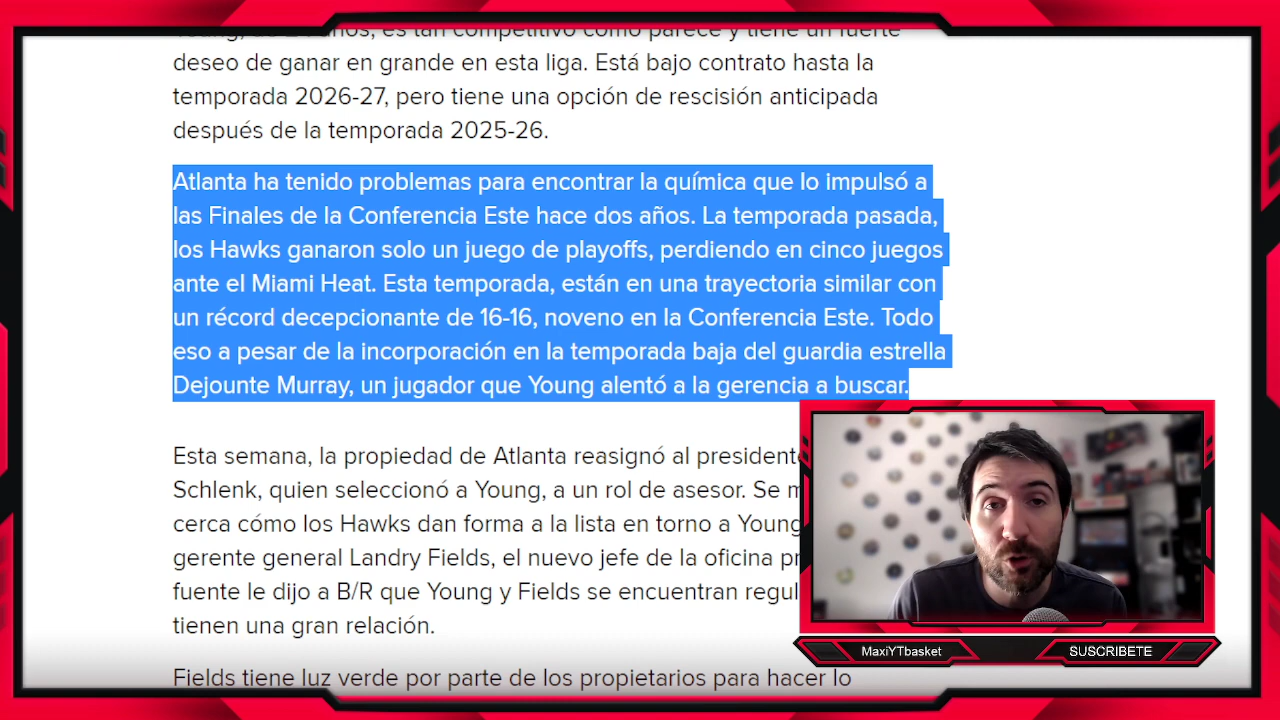 es tan competitivo como parece y tiene un fuerte
deseo de ganar en grande en esta liga. Está bajo contrato hasta la
temporada 2026-27, pero tiene una opción de rescisión anticipada
después de la temporada 2025-26.
Atlanta ha tenido problemas para encontrar la química que lo impulsó a
las Finales de la Conferencia Este hace dos años. La temporada pasada,
los Hawks ganaron solo un juego de playoffs, perdiendo en cinco juegos
ante el Miami Heat. Esta temporada, están en una trayectoria similar con
un récord decepcionante de 16-16, noveno en la Conferencia Este. Todo
eso a pesar de la incorporación en la temporada baja del guardia estrella
Dejounte Murray, un jugador que Young alentó a la gerencia a buscar.
Esta semana, la propiedad de Atlanta reasignó al presidente
Schlenk, quien seleccionó a Young, a un rol de asesor. Se
cerca cómo los Hawks dan forma a la lista en torno a Young
gerente general Landry Fields, el nuevo jefe de la oficina
fuente le dijo a B/R que Young y Fields se encuentran
tienen una gran relación.
Fields tiene luz verde por parte de los propietarios para hacer lo
MaxiYTbasket
SUSCRIBETE